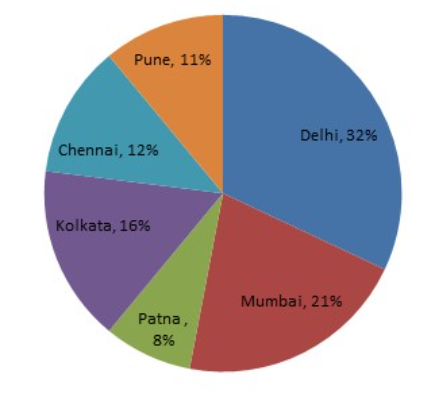 Pune, 11%
Delhi, 32%
Chennai, 12%
Kolkata, 16%
Mumbai, 21%
Patna ,
8%